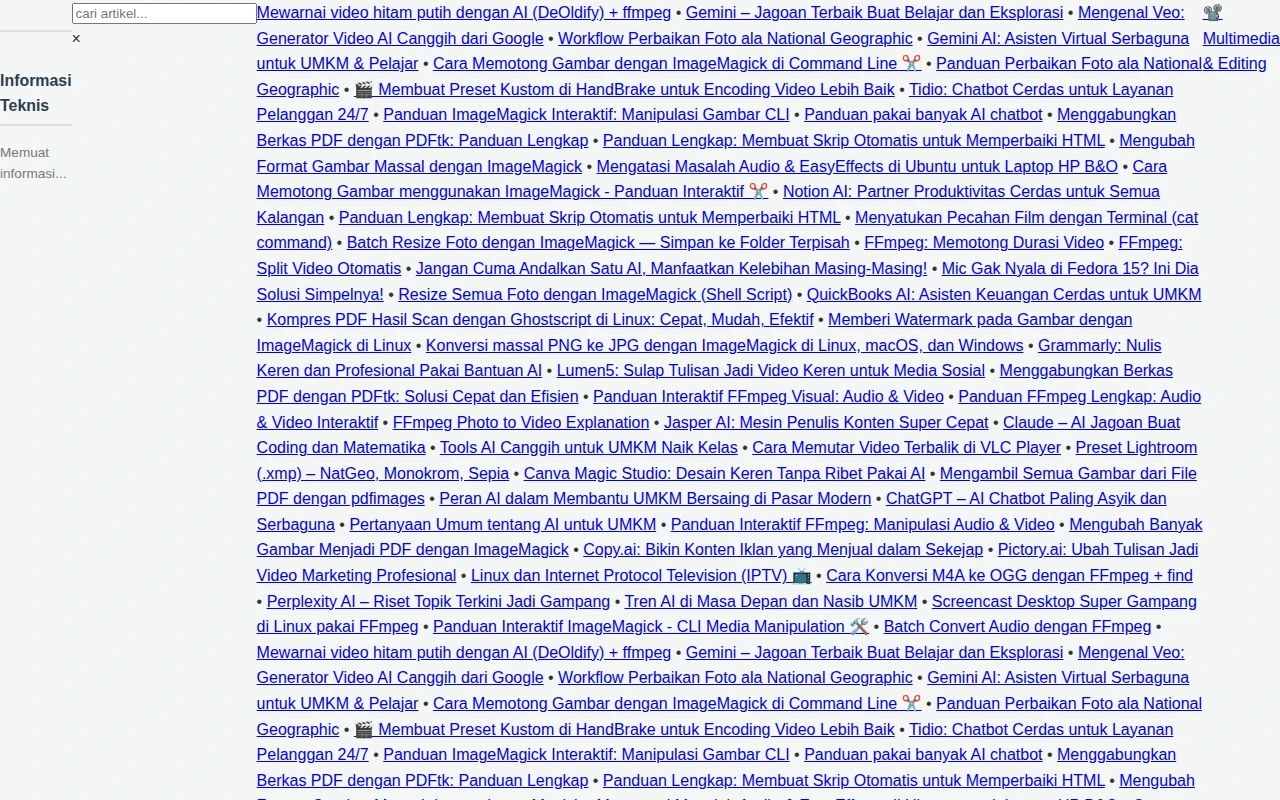 cari artikel...
×
Informasi
Teknis
Memuat
informasi...
Mewarnai video hitam putih dengan AI (DeOldify) + ffmpeg • Gemini – Jagoan Terbaik Buat Belajar dan Eksplorasi • Mengenal Veo:
Generator Video AI Canggih dari Google • Workflow Perbaikan Foto ala National Geographic • Gemini AI: Asisten Virtual Serbaguna
untuk UMKM & Pelajar • Cara Memotong Gambar dengan ImageMagick di Command Line ✂️ • Panduan Perbaikan Foto ala National
Geographic • 🎬 Membuat Preset Kustom di HandBrake untuk Encoding Video Lebih Baik • Tidio: Chatbot Cerdas untuk Layanan
Pelanggan 24/7 • Panduan ImageMagick Interaktif: Manipulasi Gambar CLI • Panduan pakai banyak AI chatbot • Menggabungkan
Berkas PDF dengan PDFtk: Panduan Lengkap • Panduan Lengkap: Membuat Skrip Otomatis untuk Memperbaiki HTML • Mengubah
Format Gambar Massal dengan ImageMagick • Mengatasi Masalah Audio & EasyEffects di Ubuntu untuk Laptop HP B&O • Cara
Memotong Gambar menggunakan ImageMagick - Panduan Interaktif ✂️ • Notion AI: Partner Produktivitas Cerdas untuk Semua
Kalangan • Panduan Lengkap: Membuat Skrip Otomatis untuk Memperbaiki HTML • Menyatukan Pecahan Film dengan Terminal (cat
command) • Batch Resize Foto dengan ImageMagick — Simpan ke Folder Terpisah • FFmpeg: Memotong Durasi Video • FFmpeg:
Split Video Otomatis • Jangan Cuma Andalkan Satu AI, Manfaatkan Kelebihan Masing-Masing! • Mic Gak Nyala di Fedora 15? Ini Dia
Solusi Simpelnya! • Resize Semua Foto dengan ImageMagick (Shell Script) • QuickBooks AI: Asisten Keuangan Cerdas untuk UMKM
• Kompres PDF Hasil Scan dengan Ghostscript di Linux: Cepat, Mudah, Efektif • Memberi Watermark pada Gambar dengan
ImageMagick di Linux • Konversi massal PNG ke JPG dengan ImageMagick di Linux, macOS, dan Windows • Grammarly: Nulis
Keren dan Profesional Pakai Bantuan AI • Lumen5: Sulap Tulisan Jadi Video Keren untuk Media Sosial • Menggabungkan Berkas
PDF dengan PDFtk: Solusi Cepat dan Efisien • Panduan Interaktif FFmpeg Visual: Audio & Video • Panduan FFmpeg Lengkap: Audio
& Video Interaktif • FFmpeg Photo to Video Explanation • Jasper AI: Mesin Penulis Konten Super Cepat • Claude – AI Jagoan Buat
Coding dan Matematika • Tools AI Canggih untuk UMKM Naik Kelas • Cara Memutar Video Terbalik di VLC Player • Preset Lightroom
(.xmp) – NatGeo, Monokrom, Sepia • Canva Magic Studio: Desain Keren Tanpa Ribet Pakai AI • Mengambil Semua Gambar dari File
PDF dengan pdfimages • Peran AI dalam Membantu UMKM Bersaing di Pasar Modern • ChatGPT – AI Chatbot Paling Asyik dan
Serbaguna • Pertanyaan Umum tentang AI untuk UMKM • Panduan Interaktif FFmpeg: Manipulasi Audio & Video • Mengubah Banyak
Gambar Menjadi PDF dengan ImageMagick • Copy.ai: Bikin Konten Iklan yang Menjual dalam Sekejap • Pictory.ai: Ubah Tulisan Jadi
Video Marketing Profesional • Linux dan Internet Protocol Television (IPTV) 📺 • Cara Konversi M4A ke OGG dengan FFmpeg + find
• Perplexity AI – Riset Topik Terkini Jadi Gampang • Tren AI di Masa Depan dan Nasib UMKM • Screencast Desktop Super Gampang
di Linux pakai FFmpeg • Panduan Interaktif ImageMagick - CLI Media Manipulation 🛠️ • Batch Convert Audio dengan FFmpeg •
Mewarnai video hitam putih dengan AI (DeOldify) + ffmpeg • Gemini – Jagoan Terbaik Buat Belajar dan Eksplorasi • Mengenal Veo:
Generator Video AI Canggih dari Google • Workflow Perbaikan Foto ala National Geographic • Gemini AI: Asisten Virtual Serbaguna
untuk UMKM & Pelajar • Cara Memotong Gambar dengan ImageMagick di Command Line ✂️ • Panduan Perbaikan Foto ala National
Geographic • 🎬 Membuat Preset Kustom di HandBrake untuk Encoding Video Lebih Baik • Tidio: Chatbot Cerdas untuk Layanan
Pelanggan 24/7 • Panduan ImageMagick Interaktif: Manipulasi Gambar CLI • Panduan pakai banyak AI chatbot • Menggabungkan
Berkas PDF dengan PDFtk: Panduan Lengkap • Panduan Lengkap: Membuat Skrip Otomatis untuk Memperbaiki HTML • Mengubah
📽️
Multimedia
& Editing